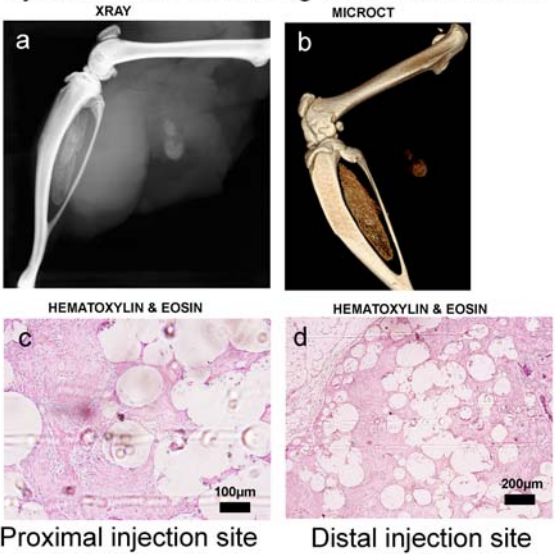 XRAY
MICROCT
a
b
HEMATOXYLIN & EOSIN
HEMATOXYLIN & EOSIN
c
d
100µm
200µm
Proximal injection site
Distal injection site